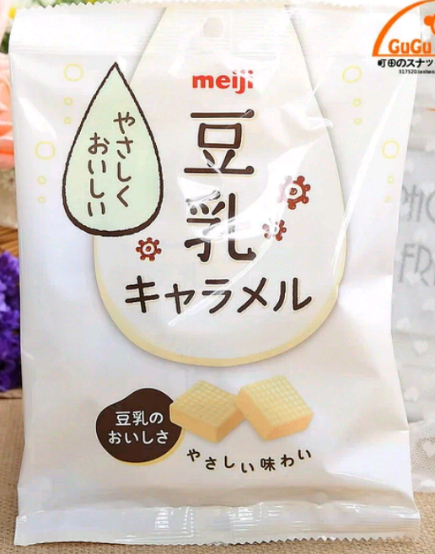 GuGu
町田のスナッ
meiji
やさしく
おいしい
豆乳
キャラメル
豆乳の
おいしさ
やさしい味わい